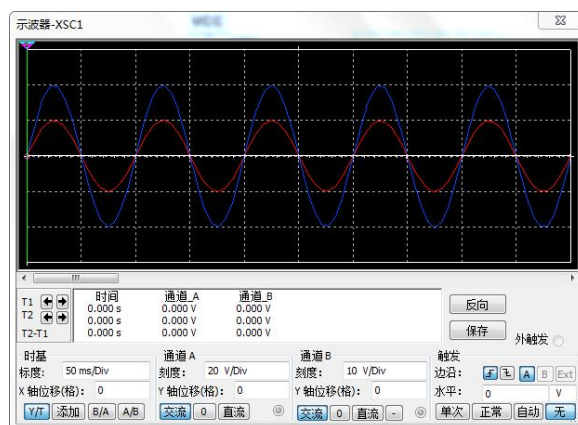 示波器-XSC1
T1
T2
T2-T1
时间 通道_A 通道_B
0.000 s 0.000 V 0.000 V
0.000 s 0.000 V 0.000 V
0.000 s 0.000 V 0.000 V
反向
保存
外触发
时基 通道A 通道B 触发
标度: 50 ms/Div 刻度: 20 V/Div 刻度: 10 V/Div 边沿: A B Ext
X 轴位移(格): 0 Y 轴位移(格): 0 Y 轴位移(格): 0 水平: 0 V
Y/T 添加 B/A A/B 交流 0 直流 交流 0 直流 - 单次 正常 自动 无